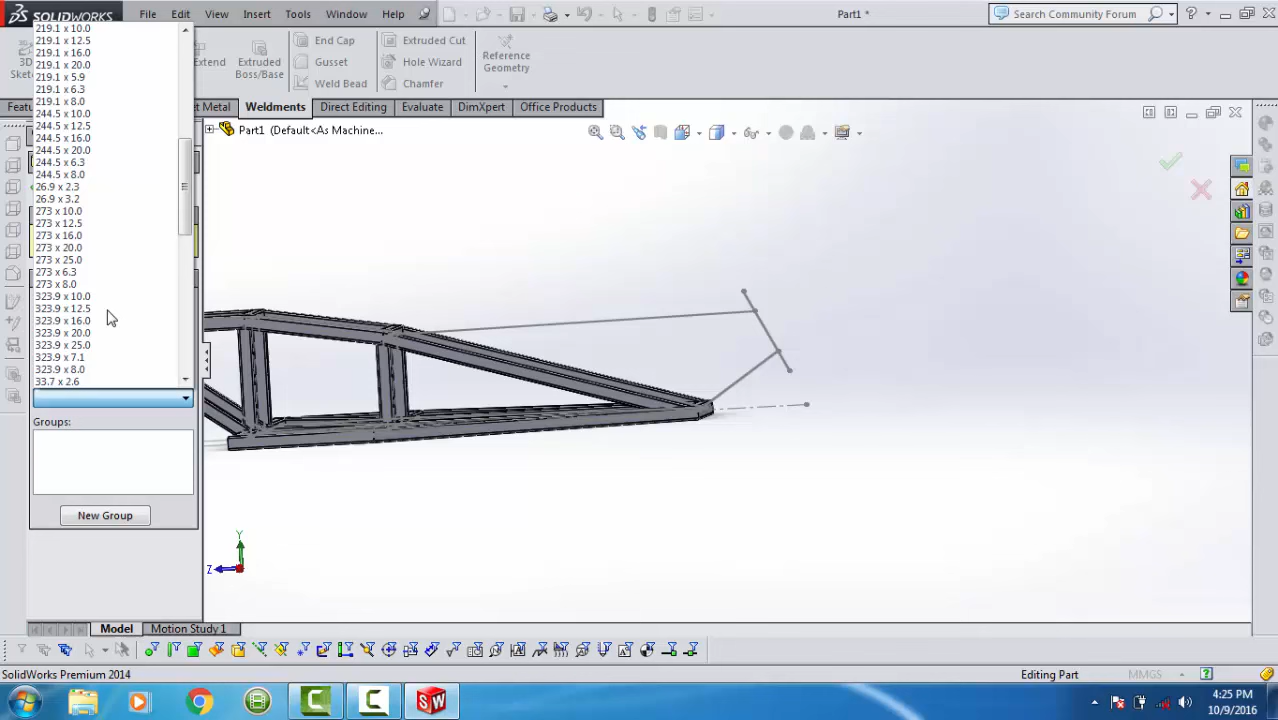 SOLIDWORKS File Edit View Insert Tools Window Help Part1 * Search Community Forum
3D
Extend
Extruded
Boss/Base
End Cap
Gusset
Weld Bead
Extruded Cut
Hole Wizard
Chamfer
Reference
Geometry
Metal Weldments Direct Editing Evaluate DimXpert Office Products
Part1 (Default<As Machine...
219.1 x 10.0
219.1 x 12.5
219.1 x 16.0
219.1 x 20.0
219.1 x 5.9
219.1 x 6.3
219.1 x 8.0
244.5 x 10.0
244.5 x 12.5
244.5 x 16.0
244.5 x 20.0
244.5 x 6.3
244.5 x 8.0
26.9 x 2.3
26.9 x 3.2
273 x 10.0
273 x 12.5
273 x 16.0
273 x 20.0
273 x 25.0
273 x 6.3
273 x 8.0
323.9 x 10.0
323.9 x 12.5
323.9 x 16.0
323.9 x 20.0
323.9 x 25.0
323.9 x 7.1
323.9 x 8.0
33.7 x 2.6
Groups:
New Group
Y
Z
Model Motion Study 1
SolidWorks Premium 2014 Editing Part MMGS
4:25 PM
10/9/2016